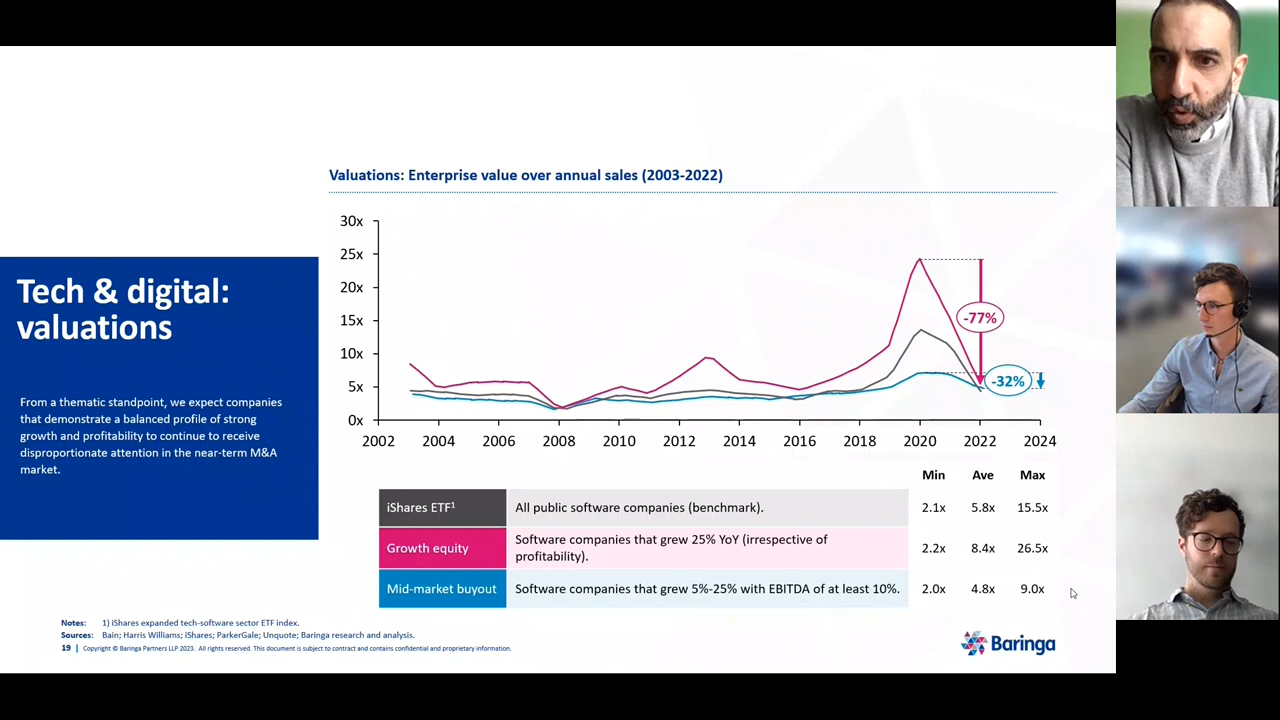 Valuations: Enterprise value over annual sales (2003-2022)
30x
25x
20x
15x
10x
5x
0x
2002 2004 2006 2008 2010 2012 2014 2016 2018 2020 2022 2024
-77%
-32%
Tech & digital:
valuations
From a thematic standpoint, we expect companies
that demonstrate a balanced profile of strong
growth and profitability to continue to receive
disproportionate attention in the near-term M&A
market.
Min Ave Max
iShares ETF¹ All public software companies (benchmark). 2.1x 5.8x 15.5x
Growth equity Software companies that grew 25% YoY (irrespective of
profitability). 2.2x 8.4x 26.5x
Mid-market buyout Software companies that grew 5%-25% with EBITDA of at least 10%. 2.0x 4.8x 9.0x
Notes: 1) iShares expanded tech-software sector ETF index.
Sources: Bain; Harris Williams; iShares; ParkerGale; Unquote; Baringa research and analysis.
19 | Copyright © Baringa Partners LLP 2023. All rights reserved. This document is subject to contract and contains confidential and proprietary information.
Baringa